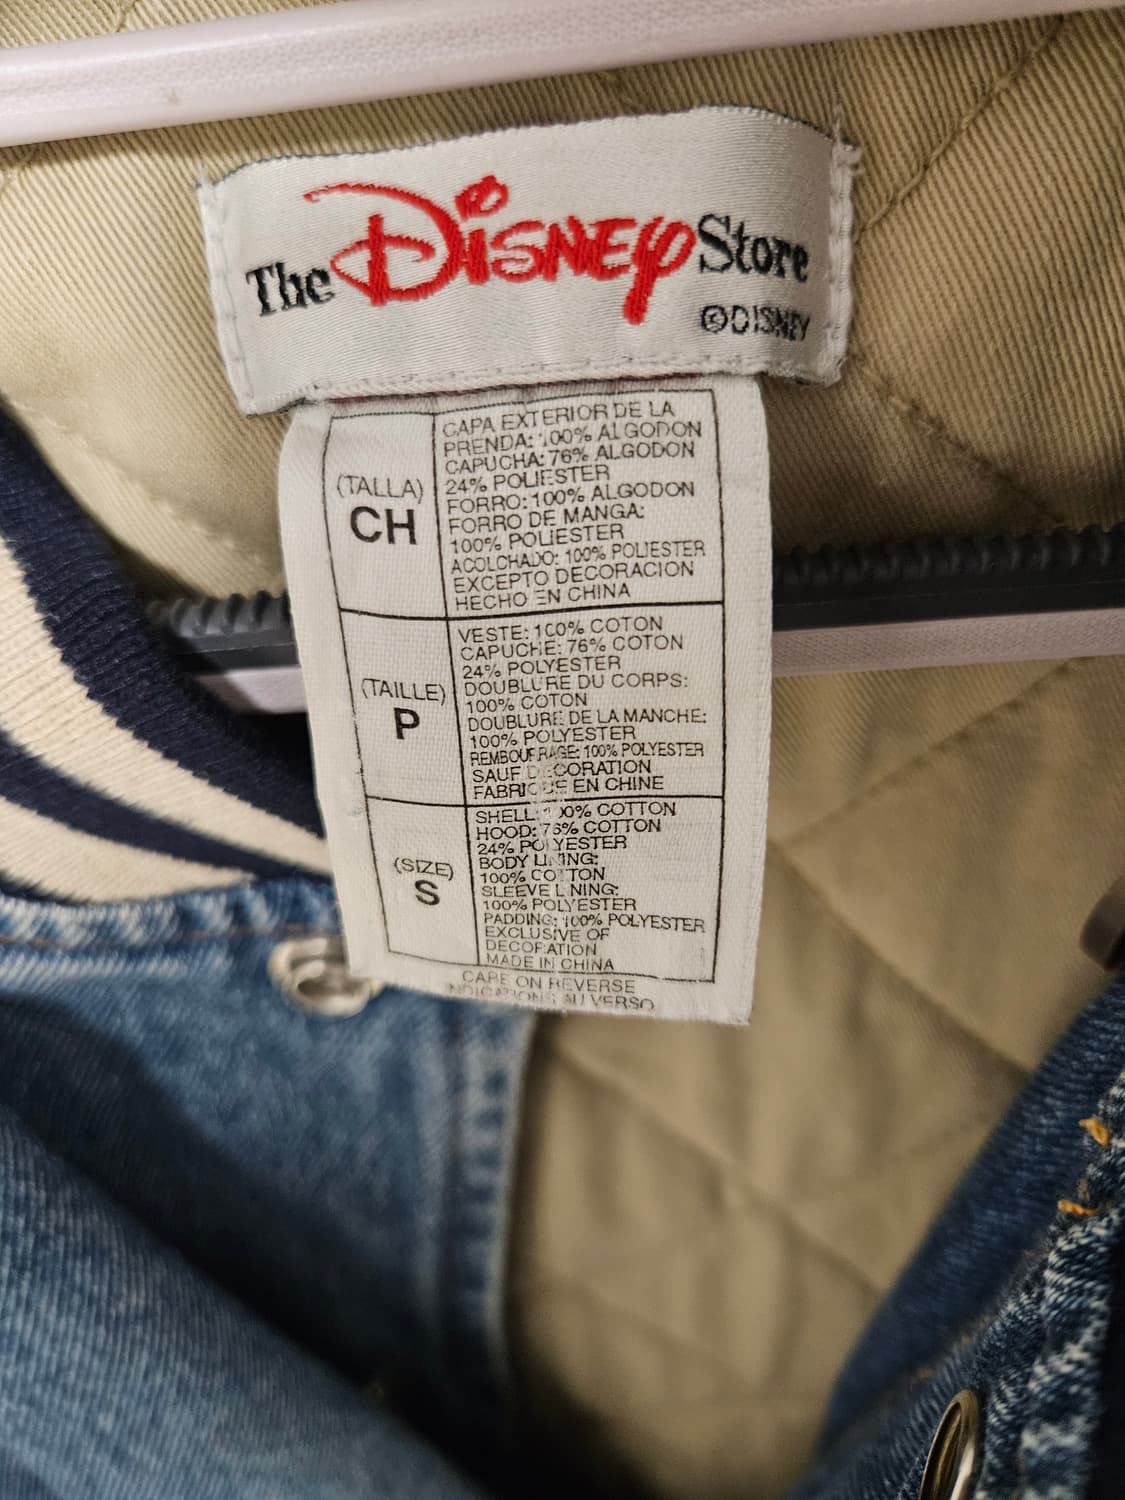 The Disney Store
©DISNEY
(TALLA)
CH
CAPA EXTERIOR DE LA
PRENDA: 100% ALGODON
CAPUCHA: 76% ALGODON
24% POLIESTER
FORRO: 100% ALGODON
FORRO DE MANGA:
100% POLIESTER
ACOLCHADO: 100% POLIESTER
EXCEPTO DECORACION
HECHO EN CHINA
(TAILLE)
P
VESTE: 100% COTON
CAPUCHE: 76% COTON
24% POLYESTER
DOUBLURE DU CORPS:
100% COTON
DOUBLURE DE LA MANCHE:
100% POLYESTER
REMBOURRAGE: 100% POLYESTER
SAUF DECORATION
FABRIQUE EN CHINE
(SIZE)
S
SHELL: 100% COTTON
HOOD: 76% COTTON
24% POLYESTER
BODY LINING:
100% COTTON
SLEEVE LINING:
100% POLYESTER
PADDING: 100% POLYESTER
EXCLUSIVE OF
DECORATION
MADE IN CHINA
CARE ON REVERSE
INDICATIONS AU VERSO